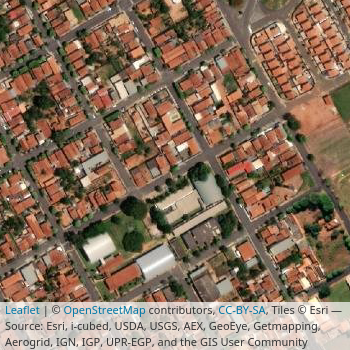 Leaflet | © OpenStreetMap contributors, CC-BY-SA, Tiles © Esri —
Source: Esri, i-cubed, USDA, USGS, AEX, GeoEye, Getmapping,
Aerogrid, IGN, IGP, UPR-EGP, and the GIS User Community